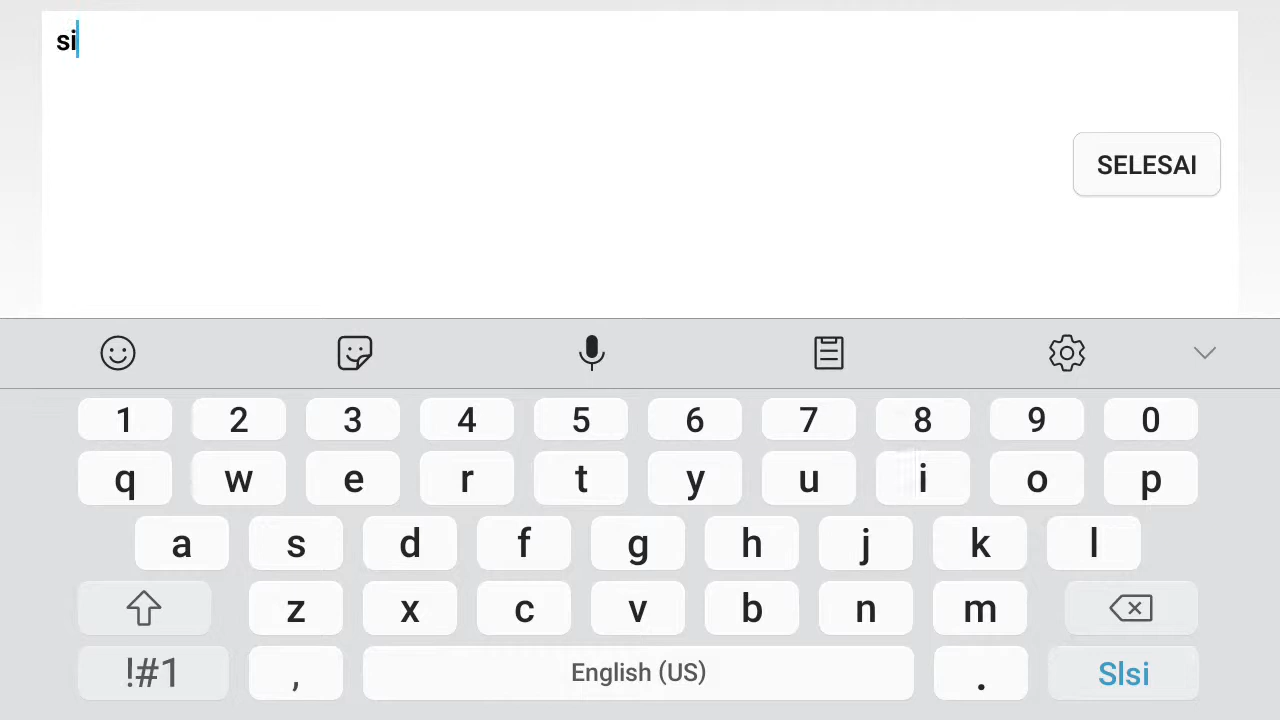 si
SELESAI
1 2 3 4 5 6 7 8 9 0
q w e r t y u i o p
a s d f g h j k l
z x c v b n m
!#1 , English (US) . Slsi